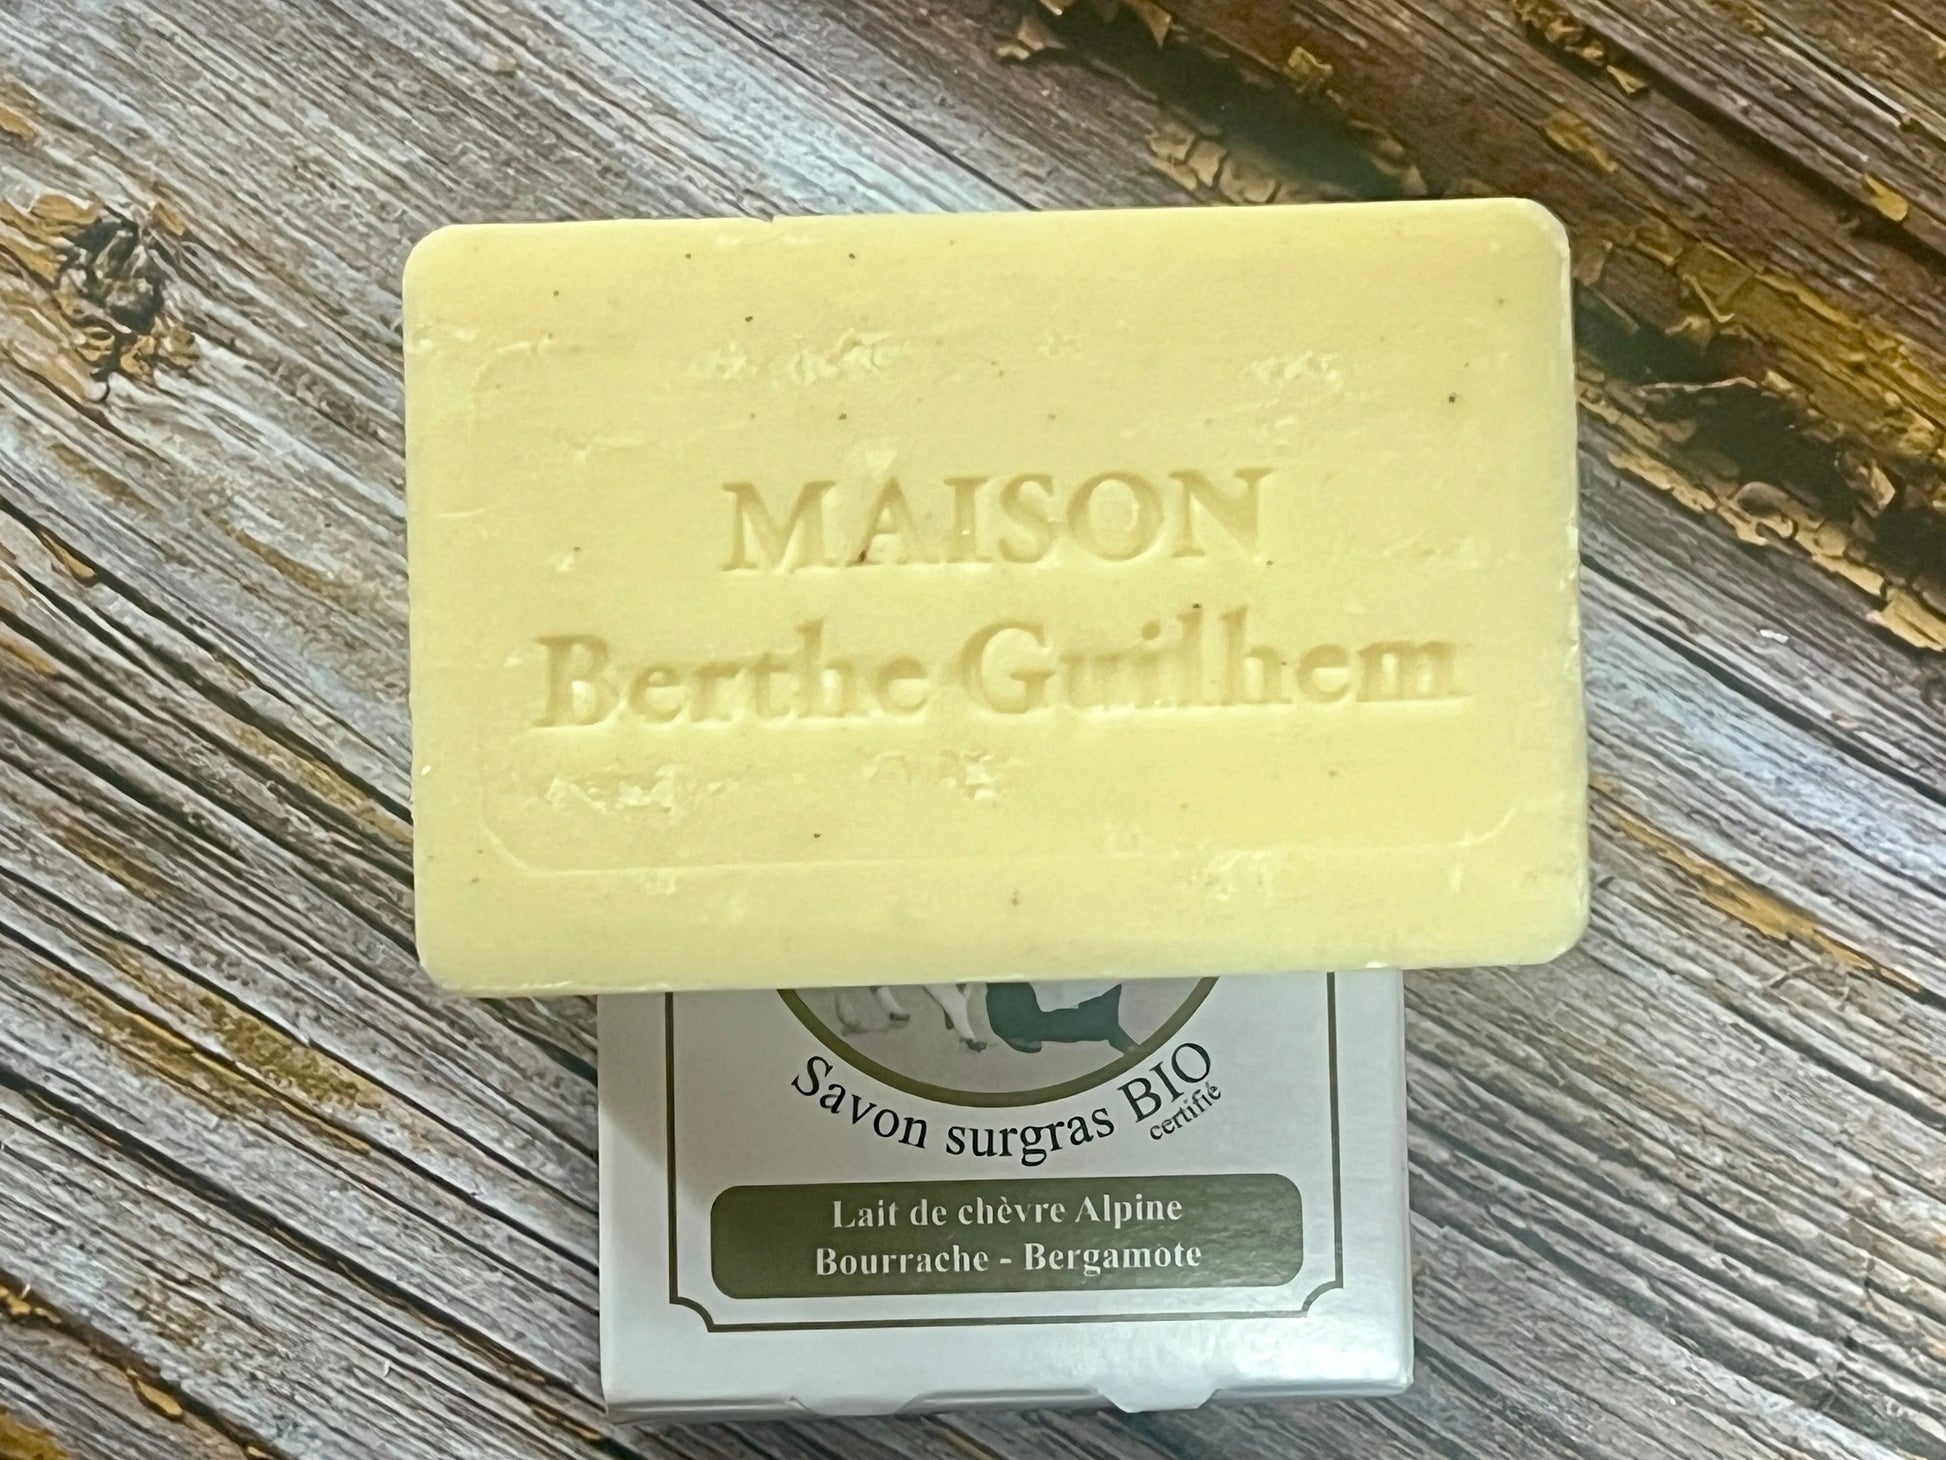 MAISON
Berthe Guilhem
Savon surgras BIO
certifié
Lait de chèvre Alpine
Bourrache - Bergamote